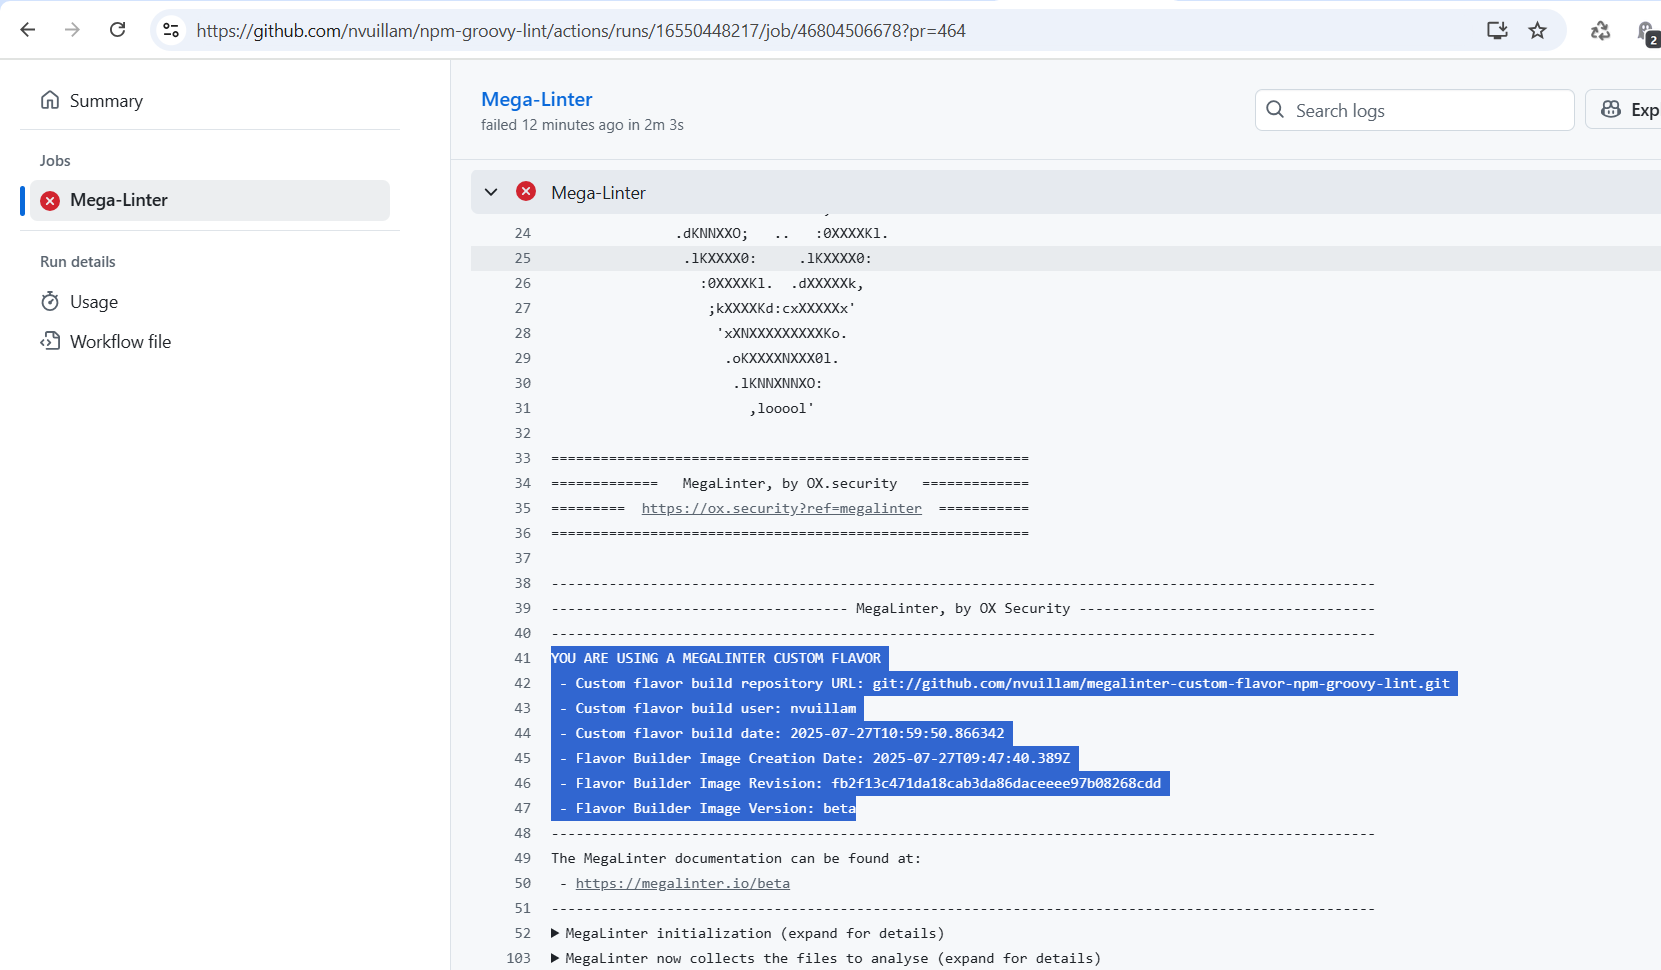 https://github.com/nvuillam/npm-groovy-lint/actions/runs/16550448217/job/46804506678?pr=464
2
Summary
Jobs
Mega-Linter
Run details
Usage
Workflow file
Mega-Linter
failed 12 minutes ago in 2m 3s
Search logs
Exp
Mega-Linter
24 .dKNNXXO;   ..   :0XXXXKl.
25 .lKXXXX0:     .lKXXXX0:
26 :0XXXXKl.  .dXXXXXk,
27 ;kXXXXKd:cxXXXXXx'
28 'xXNXXXXXXXXXKo.
29 .oKXXXXNXXX0l.
30 .lKNNXNNXO:
31 ,looool'
32
33 ==========================================================
34 =============   MegaLinter, by OX.security   =============
35 =========  https://ox.security?ref=megalinter  ===========
36 ==========================================================
37
38 ----------------------------------------------------------------------------------------------------
39 ------------------------------------ MegaLinter, by OX Security ------------------------------------
40 ----------------------------------------------------------------------------------------------------
41 YOU ARE USING A MEGALINTER CUSTOM FLAVOR
42 - Custom flavor build repository URL: git://github.com/nvuillam/megalinter-custom-flavor-npm-groovy-lint.git
43 - Custom flavor build user: nvuillam
44 - Custom flavor build date: 2025-07-27T10:59:50.866342
45 - Flavor Builder Image Creation Date: 2025-07-27T09:47:40.389Z
46 - Flavor Builder Image Revision: fb2f13c471da18cab3da86daceeee97b08268cdd
47 - Flavor Builder Image Version: beta
48 ----------------------------------------------------------------------------------------------------
49 The MegaLinter documentation can be found at:
50 - https://megalinter.io/beta
51 ----------------------------------------------------------------------------------------------------
52 ▶ MegaLinter initialization (expand for details)
103 ▶ MegaLinter now collects the files to analyse (expand for details)